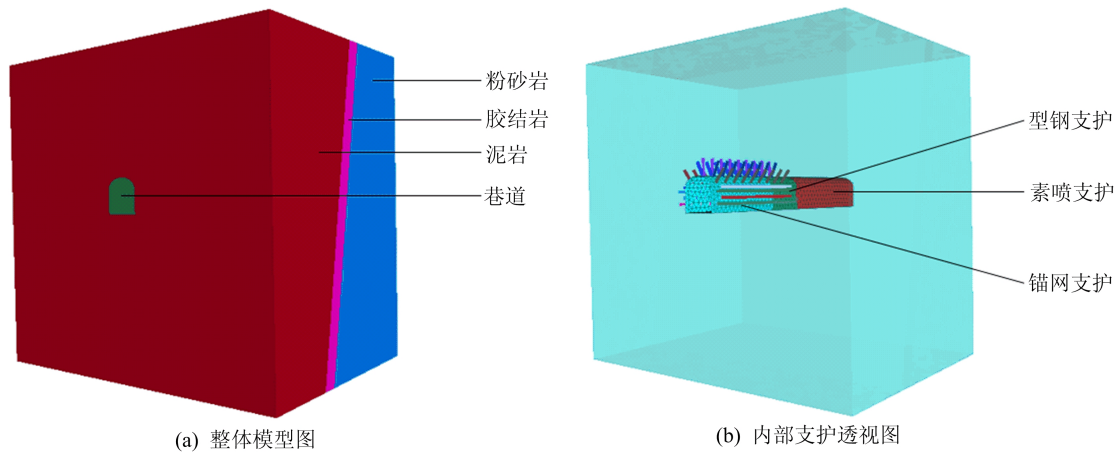 粉砂岩
胶结岩
泥岩
巷道
(a) 整体模型图
型钢支护
素喷支护
锚网支护
(b) 内部支护透视图